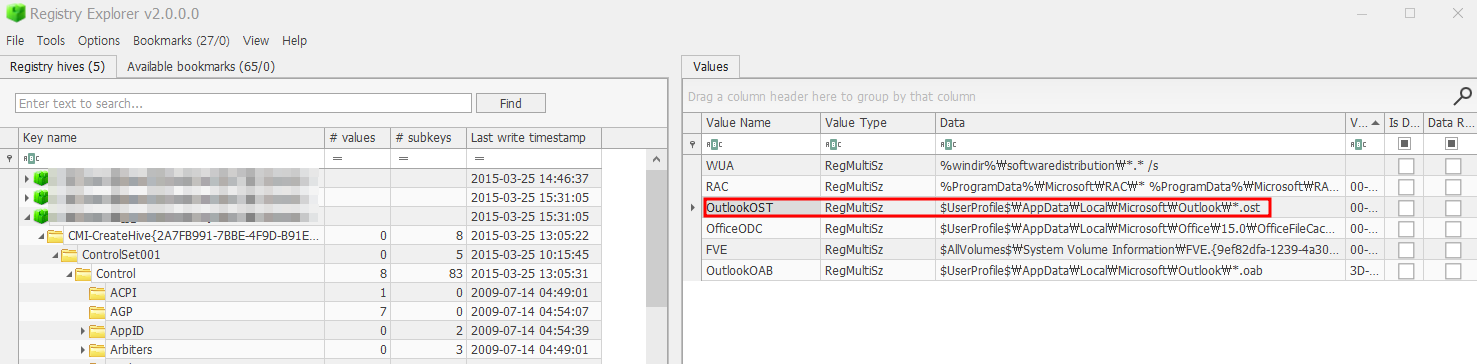 Registry Explorer v2.0.0.0
File Tools Options Bookmarks (27/0) View Help
Registry hives (5) Available bookmarks (65/0)
Enter text to search... Find
Key name # values # subkeys Last write timestamp
= = =
2015-03-25 14:46:37
2015-03-25 15:31:05
2015-03-25 15:31:05
CMI-CreateHive{2A7FB991-7BBE-4F9D-B91E... 0 8 2015-03-25 13:05:22
ControlSet001 0 5 2015-03-25 10:15:45
Control 8 83 2015-03-25 13:05:31
ACPI 1 0 2009-07-14 04:49:01
AGP 7 0 2009-07-14 04:54:07
AppID 0 2 2009-07-14 04:54:39
Arbiters 0 3 2009-07-14 04:49:01
Values
Drag a column header here to group by that column
Value Name Value Type Data V... Is D... Data R...
WUA RegMultiSz %windir%₩softwaredistribution₩*.* /s
RAC RegMultiSz %ProgramData%₩Microsoft₩RAC₩* %ProgramData%₩Microsoft₩RA... 00-...
OutlookOST RegMultiSz $UserProfile$₩AppData₩Local₩Microsoft₩Outlook₩*.ost 00-...
OfficeODC RegMultiSz $UserProfile$₩AppData₩Local₩Microsoft₩Office₩15.0₩OfficeFileCac... 00-...
FVE RegMultiSz $AllVolumes$₩System Volume Information₩FVE.{9ef82dfa-1239-4a30... 00-...
OutlookOAB RegMultiSz $UserProfile$₩AppData₩Local₩Microsoft₩Outlook₩*.oab 3D-...